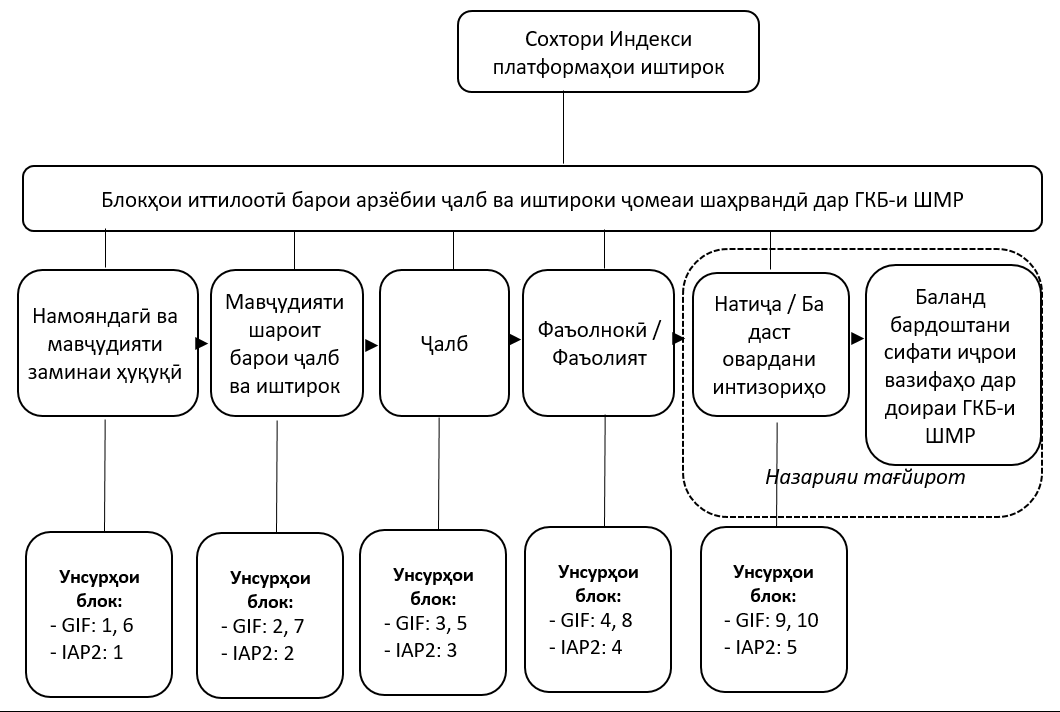 Сохтори Индекси
платформаҳои иштирок
Блокҳои иттилоотӣ барои арзёбии ҷалб ва иштироки ҷомеаи шаҳрвандӣ дар ГКБ-и ШМР
Намояндагӣ ва
мавҷудияти
заминаи ҳуқуқӣ
Мавҷудияти
шароит
барои ҷалб
ва иштирок
Ҷалб
Фаъолнокӣ /
Фаъолият
Натиҷа / Ба
даст
овардани
интизориҳо
Баланд
бардоштани
сифати иҷрои
вазифаҳо дар
доираи ГКБ-и
ШМР
Назарияи тағйирот
Унсурҳои
блок:
- GIF: 1, 6
- IAP2: 1
Унсурҳои
блок:
- GIF: 2, 7
- IAP2: 2
Унсурҳои
блок:
- GIF: 3, 5
- IAP2: 3
Унсурҳои
блок:
- GIF: 4, 8
- IAP2: 4
Унсурҳои
блок:
- GIF: 9, 10
- IAP2: 5